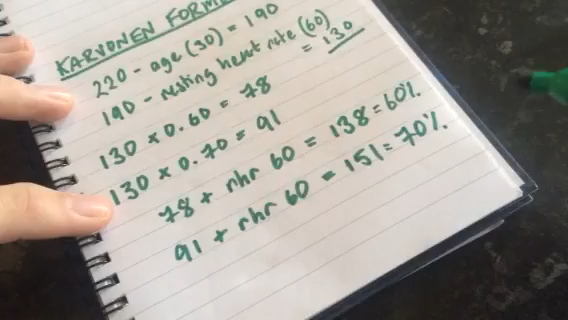 KARVONEN FORMU
220 - age (30) = 190
190 - resting heart rate (60)
= 130
130 x 0.60 = 78
130 x 0.70 = 91
78 + rhr 60 = 138 = 60%.
91 + rhr 60 = 151 = 70%.